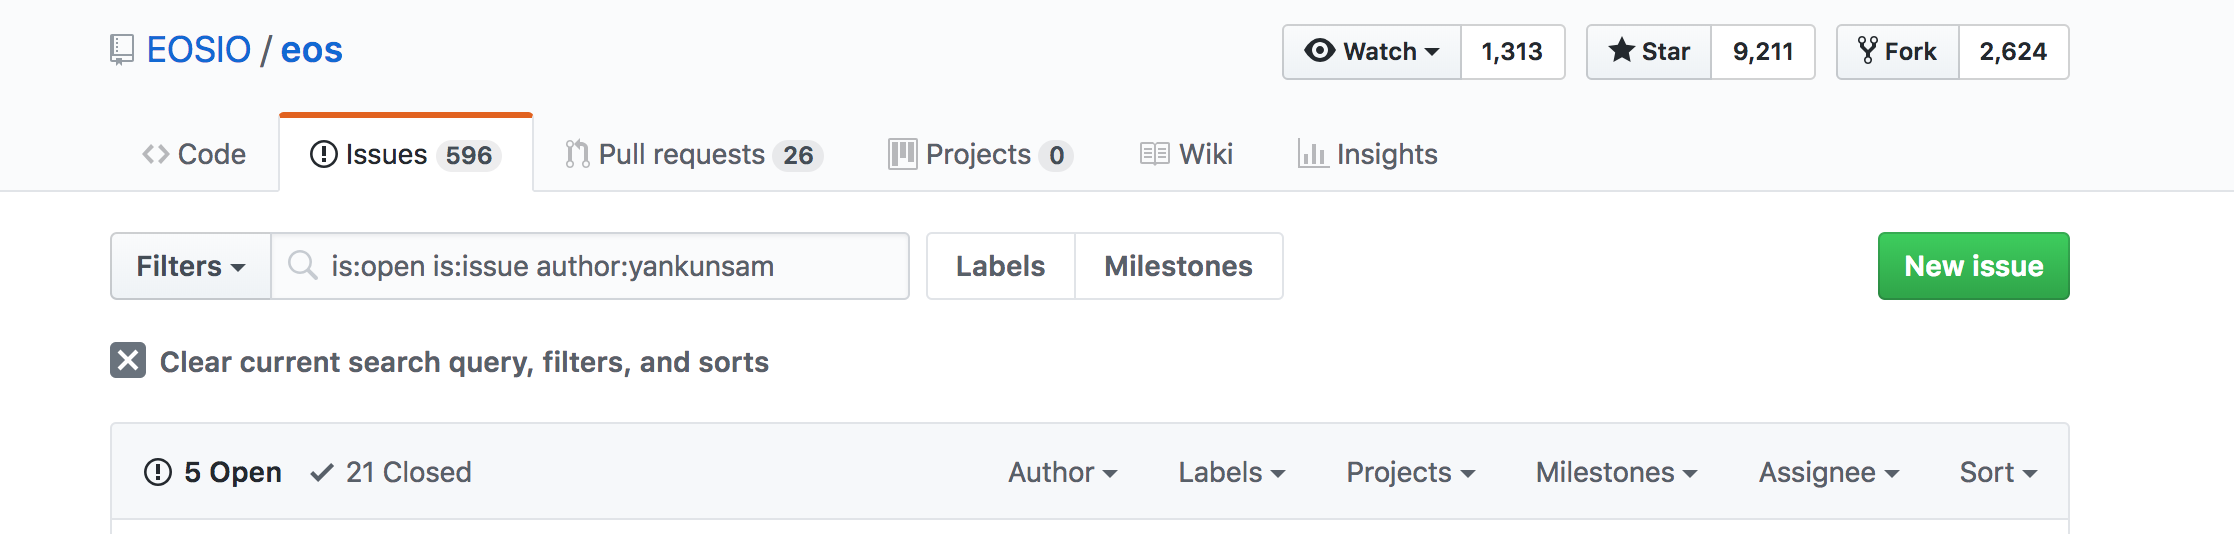 EOSIO / eos Watch 1,313 Star 9,211 Fork 2,624
Code Issues 596 Pull requests 26 Projects 0 Wiki Insights
Filters is:open is:issue author:yankunsam Labels Milestones New issue
Clear current search query, filters, and sorts
5 Open 21 Closed Author Labels Projects Milestones Assignee Sort